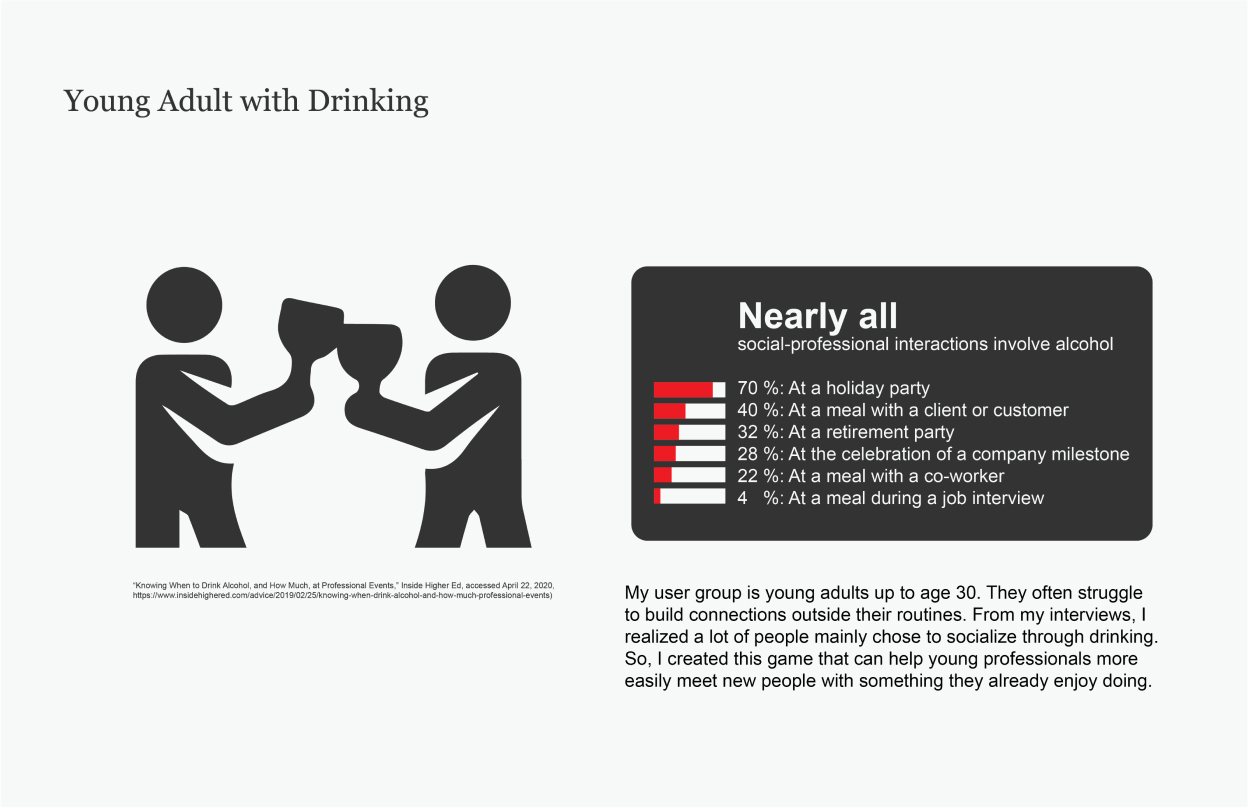 Young Adult with Drinking
Nearly all
social-professional interactions involve alcohol
70 %: At a holiday party
40 %: At a meal with a client or customer
32 %: At a retirement party
28 %: At the celebration of a company milestone
22 %: At a meal with a co-worker
4 %: At a meal during a job interview
"Knowing When to Drink Alcohol, and How Much, at Professional Events," Inside Higher Ed, accessed April 22, 2020,
https://www.insidehighered.com/advice/2019/02/25/knowing-when-drink-alcohol-and-how-much-professional-events)
My user group is young adults up to age 30. They often struggle
to build connections outside their routines. From my interviews, I
realized a lot of people mainly chose to socialize through drinking.
So, I created this game that can help young professionals more
easily meet new people with something they already enjoy doing.